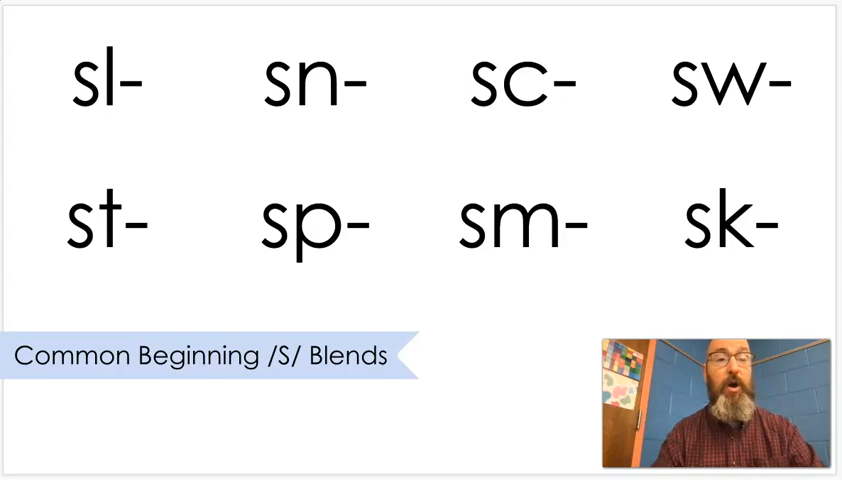 sl- sn- sc- sw-
st- sp- sm- sk-
Common Beginning /S/ Blends